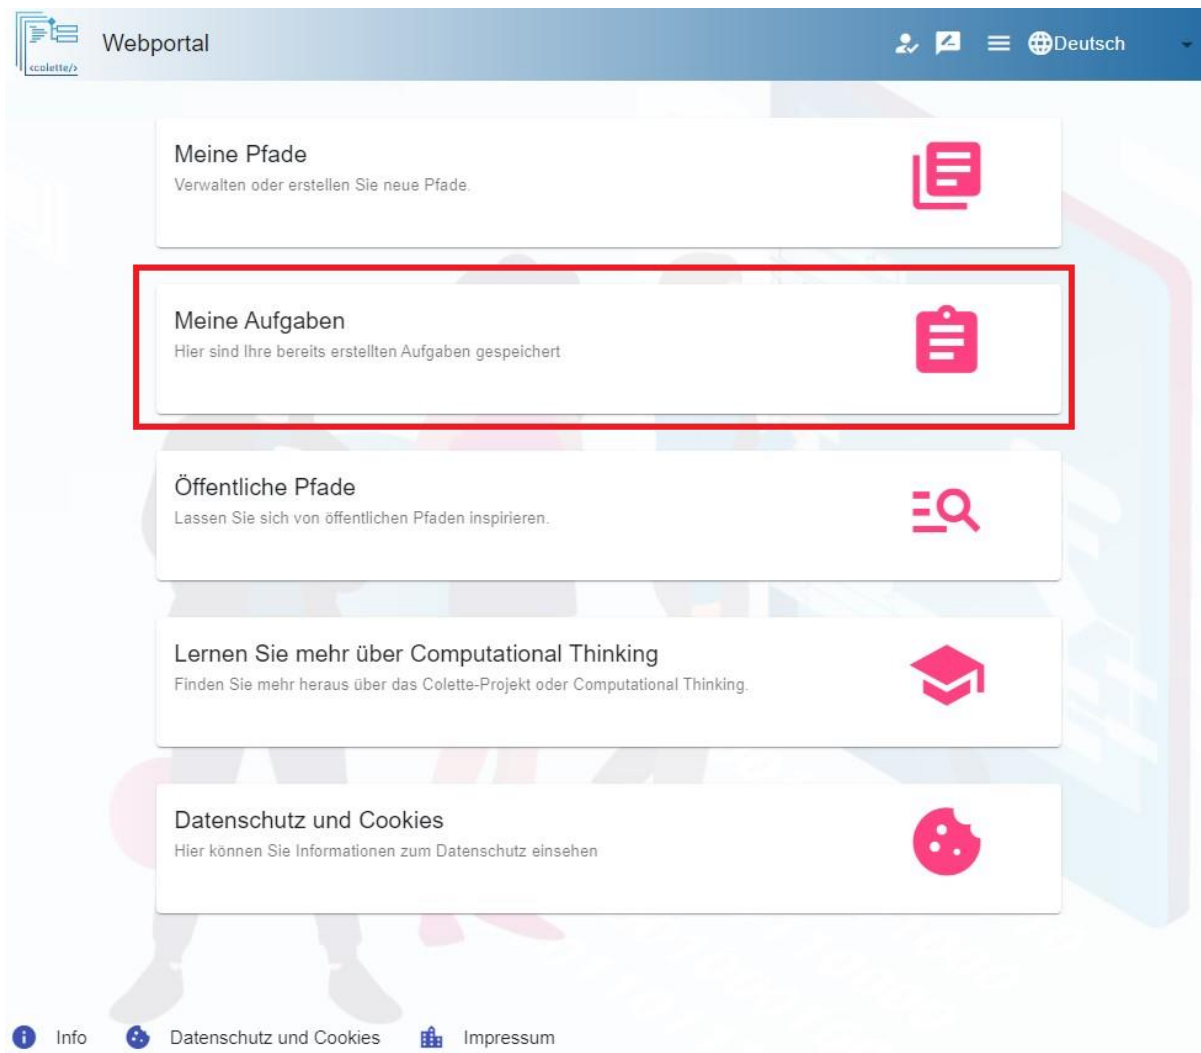 <colette/>
Webportal
Deutsch
Meine Pfade
Verwalten oder erstellen Sie neue Pfade.
Meine Aufgaben
Hier sind Ihre bereits erstellten Aufgaben gespeichert
Öffentliche Pfade
Lassen Sie sich von öffentlichen Pfaden inspirieren.
Lernen Sie mehr über Computational Thinking
Finden Sie mehr heraus über das Colette-Projekt oder Computational Thinking.
Datenschutz und Cookies
Hier können Sie Informationen zum Datenschutz einsehen
Info
Datenschutz und Cookies
Impressum